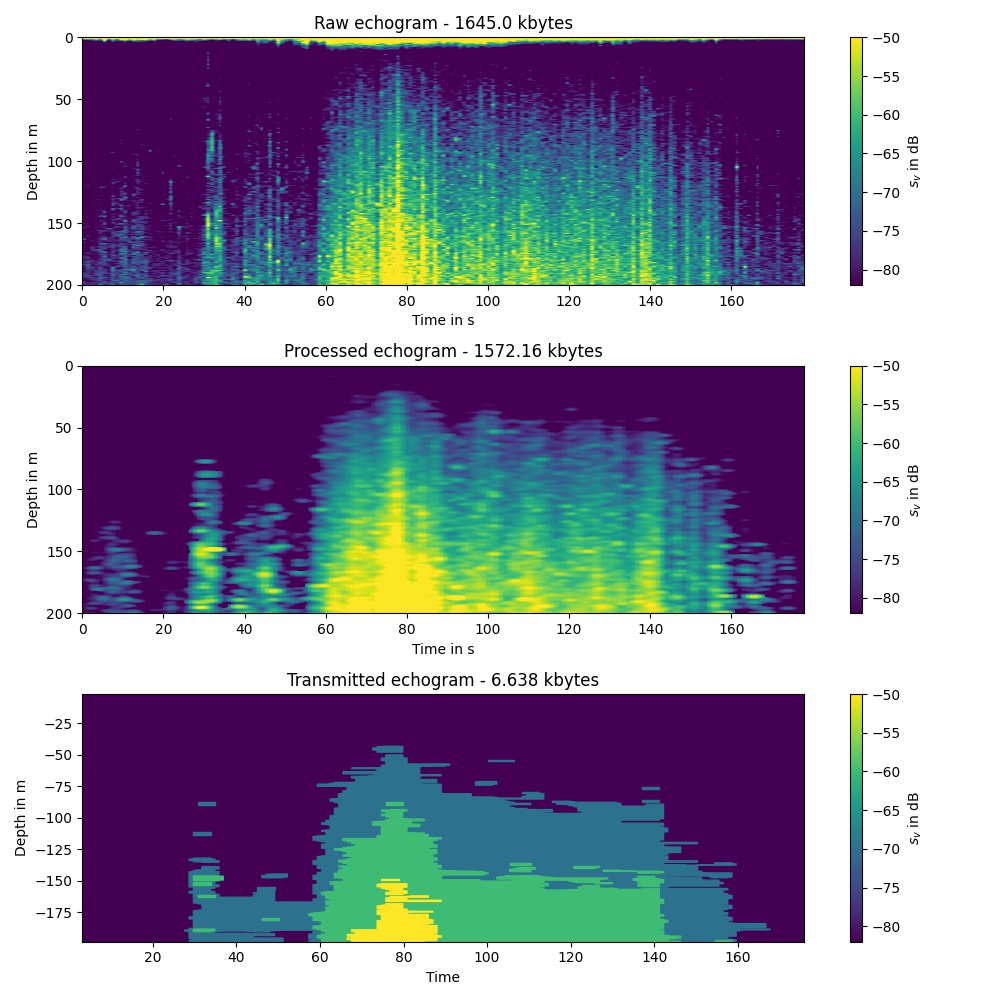 Raw echogram - 1645.0 kbytes
0
50
100
150
200
Depth in m
0 20 40 60 80 100 120 140 160
Time in s
−50
−55
−60
−65
−70
−75
−80
sᵥ in dB
Processed echogram - 1572.16 kbytes
0
50
100
150
200
Depth in m
0 20 40 60 80 100 120 140 160
Time in s
−50
−55
−60
−65
−70
−75
−80
sᵥ in dB
Transmitted echogram - 6.638 kbytes
−25
−50
−75
−100
−125
−150
−175
Depth in m
20 40 60 80 100 120 140 160
Time
−50
−55
−60
−65
−70
−75
−80
sᵥ in dB